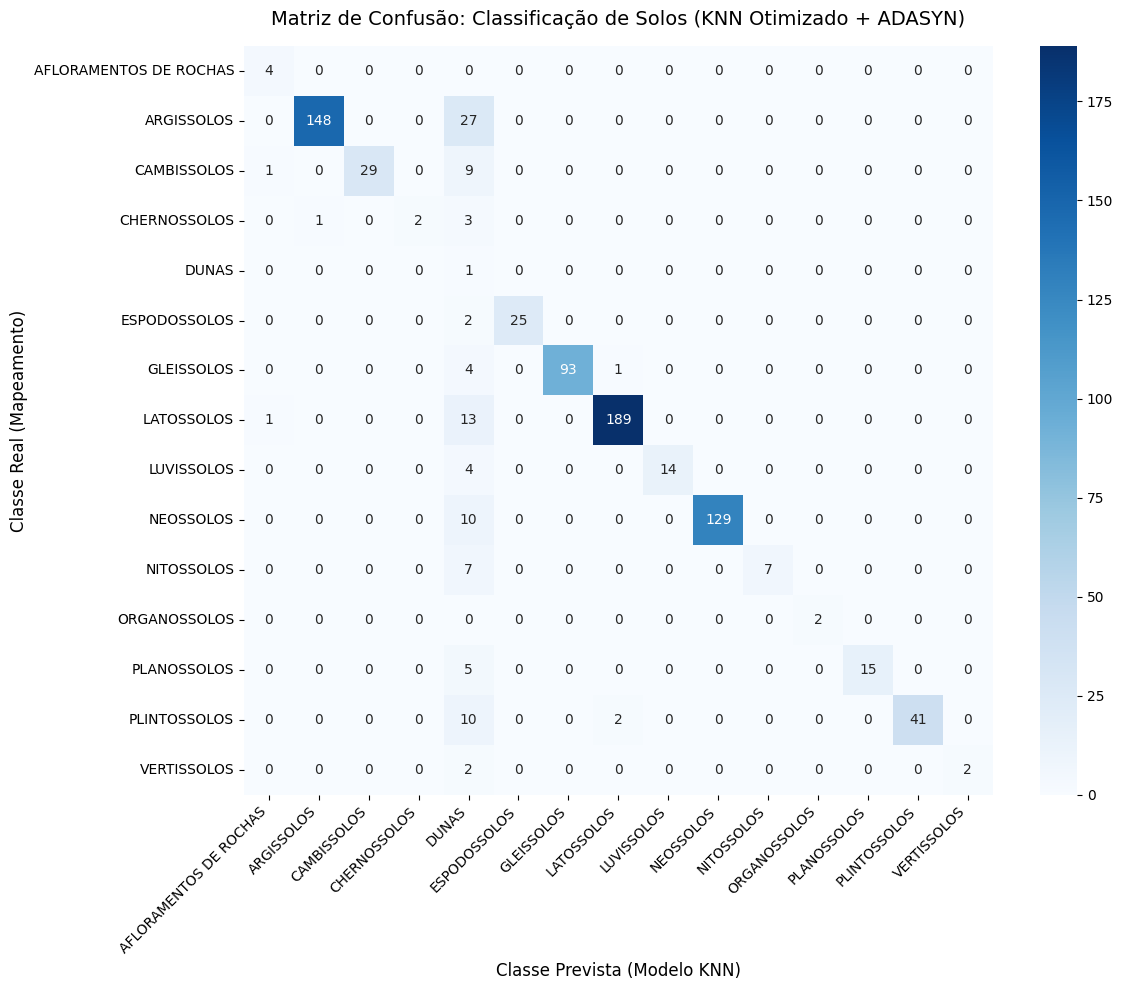 Matriz de Confusão: Classificação de Solos (KNN Otimizado + ADASYN)
Classe Real (Mapeamento)
AFLORAMENTOS DE ROCHAS 4 0 0 0 0 0 0 0 0 0 0 0 0 0 0
ARGISSOLOS 0 148 0 0 27 0 0 0 0 0 0 0 0 0 0
CAMBISSOLOS 1 0 29 0 9 0 0 0 0 0 0 0 0 0 0
CHERNOSSOLOS 0 1 0 2 3 0 0 0 0 0 0 0 0 0 0
DUNAS 0 0 0 0 1 0 0 0 0 0 0 0 0 0 0
ESPODOSSOLOS 0 0 0 0 2 25 0 0 0 0 0 0 0 0 0
GLEISSOLOS 0 0 0 0 4 0 93 1 0 0 0 0 0 0 0
LATOSSOLOS 1 0 0 0 13 0 0 189 0 0 0 0 0 0 0
LUVISSOLOS 0 0 0 0 4 0 0 0 14 0 0 0 0 0 0
NEOSSOLOS 0 0 0 0 10 0 0 0 0 129 0 0 0 0 0
NITOSSOLOS 0 0 0 0 7 0 0 0 0 0 7 0 0 0 0
ORGANOSSOLOS 0 0 0 0 0 0 0 0 0 0 0 2 0 0 0
PLANOSSOLOS 0 0 0 0 5 0 0 0 0 0 0 0 15 0 0
PLINTOSSOLOS 0 0 0 0 10 0 0 2 0 0 0 0 0 41 0
VERTISSOLOS 0 0 0 0 2 0 0 0 0 0 0 0 0 0 2
AFLORAMENTOS DE ROCHAS
ARGISSOLOS
CAMBISSOLOS
CHERNOSSOLOS
DUNAS
ESPODOSSOLOS
GLEISSOLOS
LATOSSOLOS
LUVISSOLOS
NEOSSOLOS
NITOSSOLOS
ORGANOSSOLOS
PLANOSSOLOS
PLINTOSSOLOS
VERTISSOLOS
Classe Prevista (Modelo KNN)
175
150
125
100
75
50
25
0